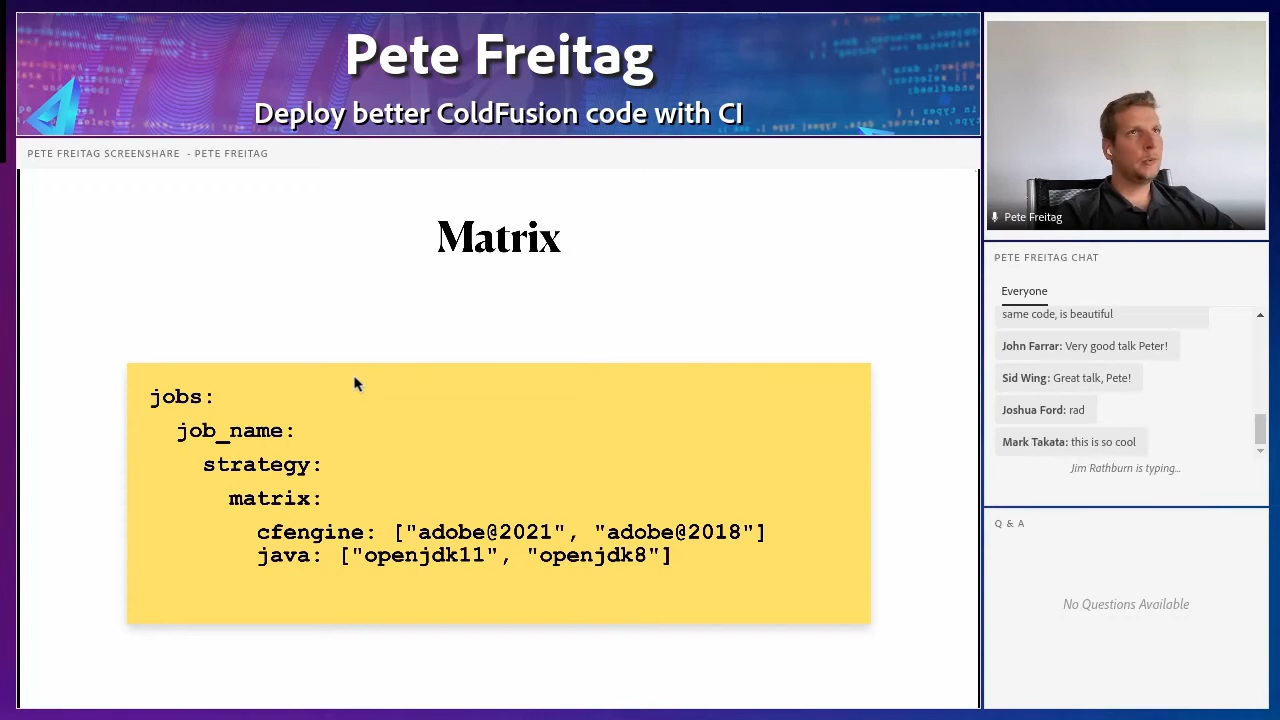 Pete Freitag
Deploy better ColdFusion code with CI
PETE FREITAG SCREENSHARE - PETE FREITAG
Matrix
jobs:
job_name:
strategy:
matrix:
cfengine: ["adobe@2021", "adobe@2018"]
java: ["openjdk11", "openjdk8"]
Pete Freitag
PETE FREITAG CHAT
Everyone
same code, is beautiful
John Farrar: Very good talk Peter!
Sid Wing: Great talk, Pete!
Joshua Ford: rad
Mark Takata: this is so cool
Jim Rathburn is typing...
Q & A
No Questions Available